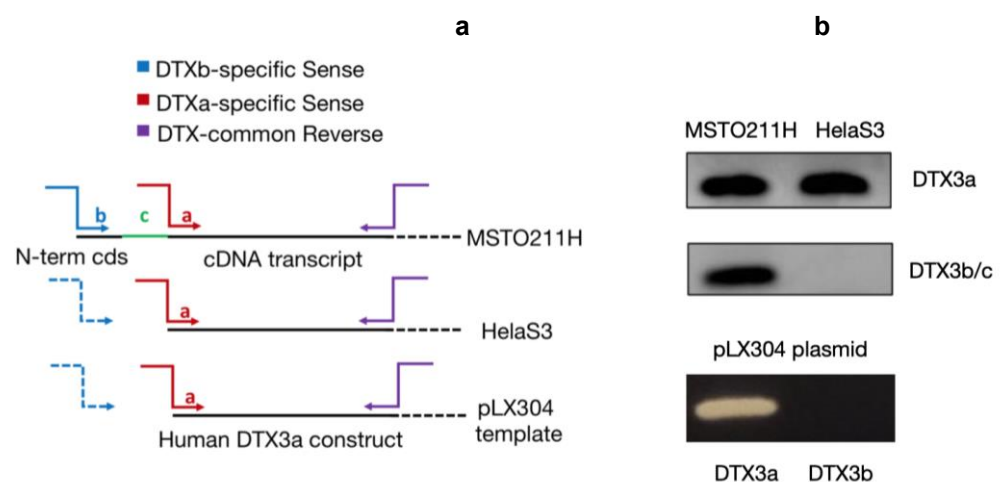 a
DTXb-specific Sense
DTXa-specific Sense
DTX-common Reverse
b
c
a
MSTO211H
N-term cds
cDNA transcript
a
HelaS3
a
pLX304
template
Human DTX3a construct
b
MSTO211H HelaS3
DTX3a
DTX3b/c
pLX304 plasmid
DTX3a DTX3b